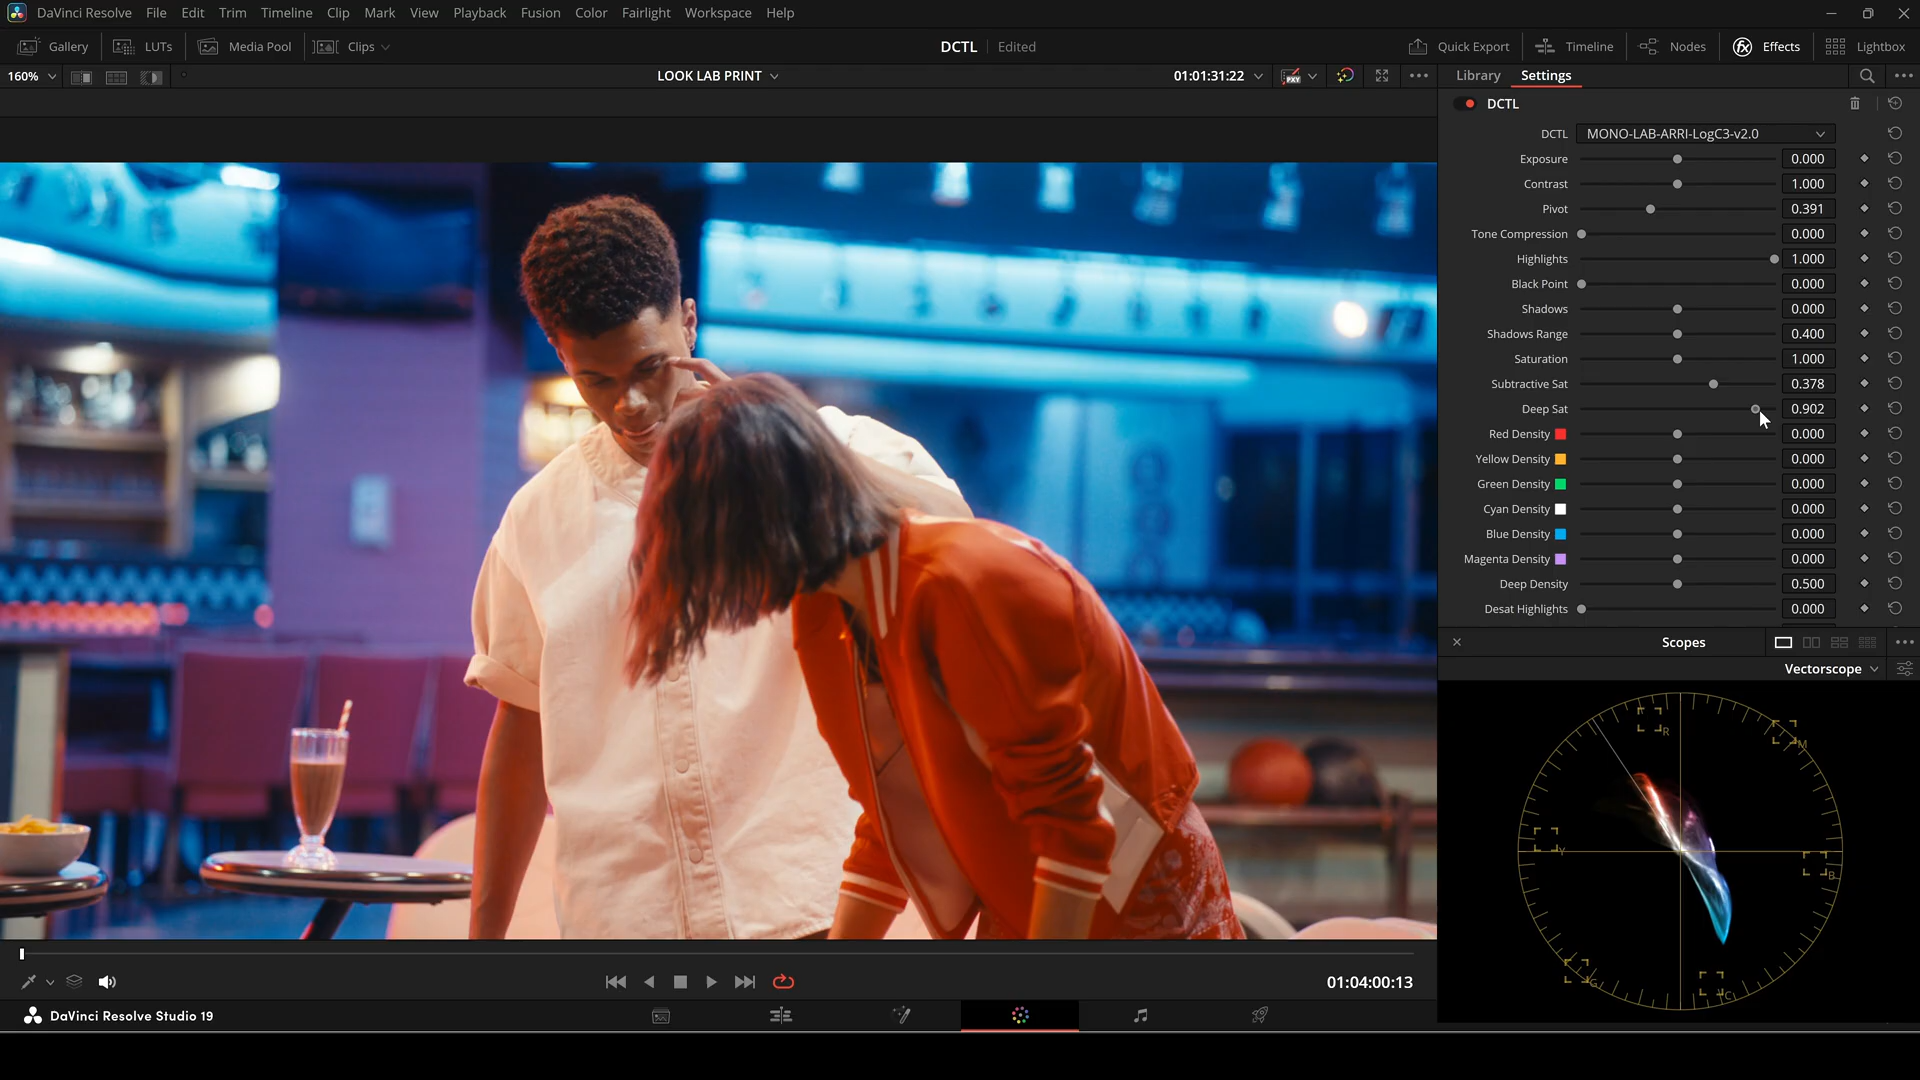 DaVinci Resolve File Edit Trim Timeline Clip Mark View Playback Fusion Color Fairlight Workspace Help
Gallery LUTs Media Pool Clips DCTL Edited Quick Export Timeline Nodes Effects Lightbox
160% LOOK LAB PRINT 01:01:31:22 PXY Library Settings
DCTL
DCTL MONO-LAB-ARRI-LogC3-v2.0
Exposure 0.000
Contrast 1.000
Pivot 0.391
Tone Compression 0.000
Highlights 1.000
Black Point 0.000
Shadows 0.000
Shadows Range 0.400
Saturation 1.000
Subtractive Sat 0.378
Deep Sat 0.902
Red Density 0.000
Yellow Density 0.000
Green Density 0.000
Cyan Density 0.000
Blue Density 0.000
Magenta Density 0.000
Deep Density 0.500
Desat Highlights 0.000
Scopes
Vectorscope
R
M
Y
B
G
C
01:04:00:13
DaVinci Resolve Studio 19